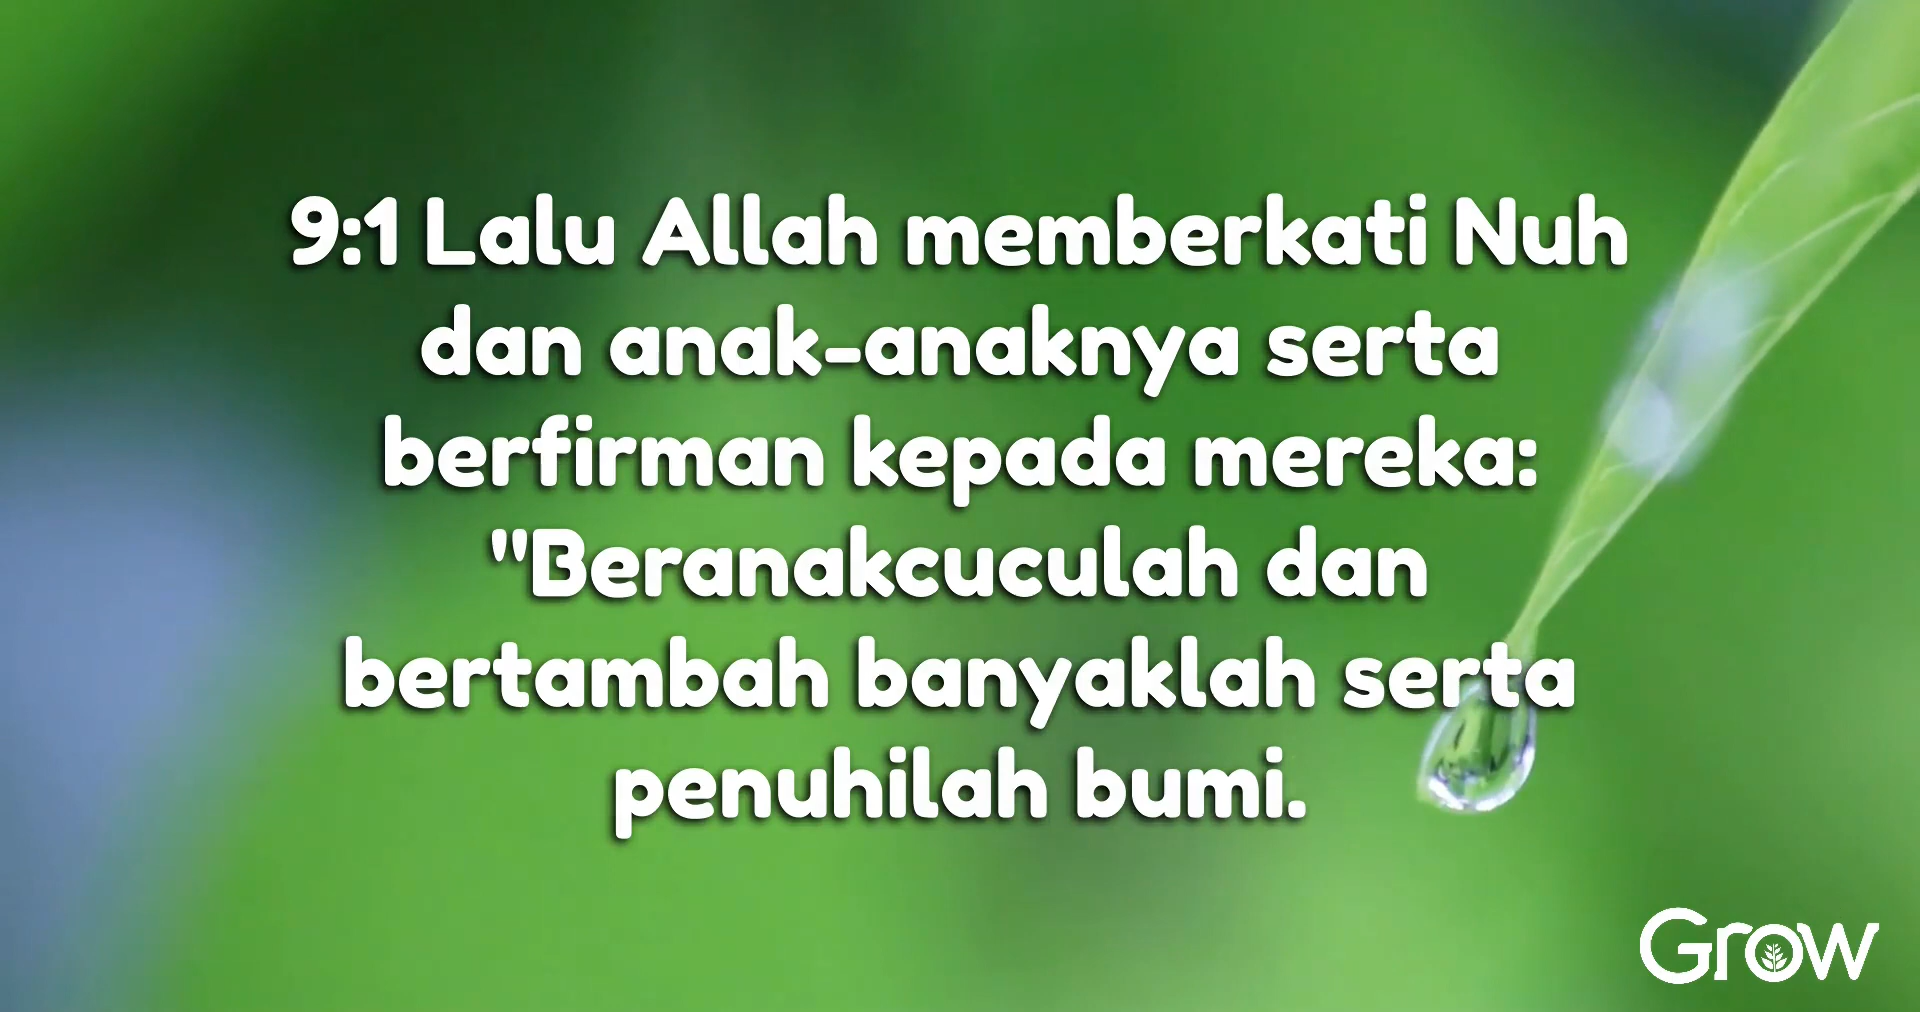 9:1 Lalu Allah memberkati Nuh
dan anak-anaknya serta
berfirman kepada mereka:
"Beranakcuculah dan
bertambah banyaklah serta
penuhilah bumi.
Grow